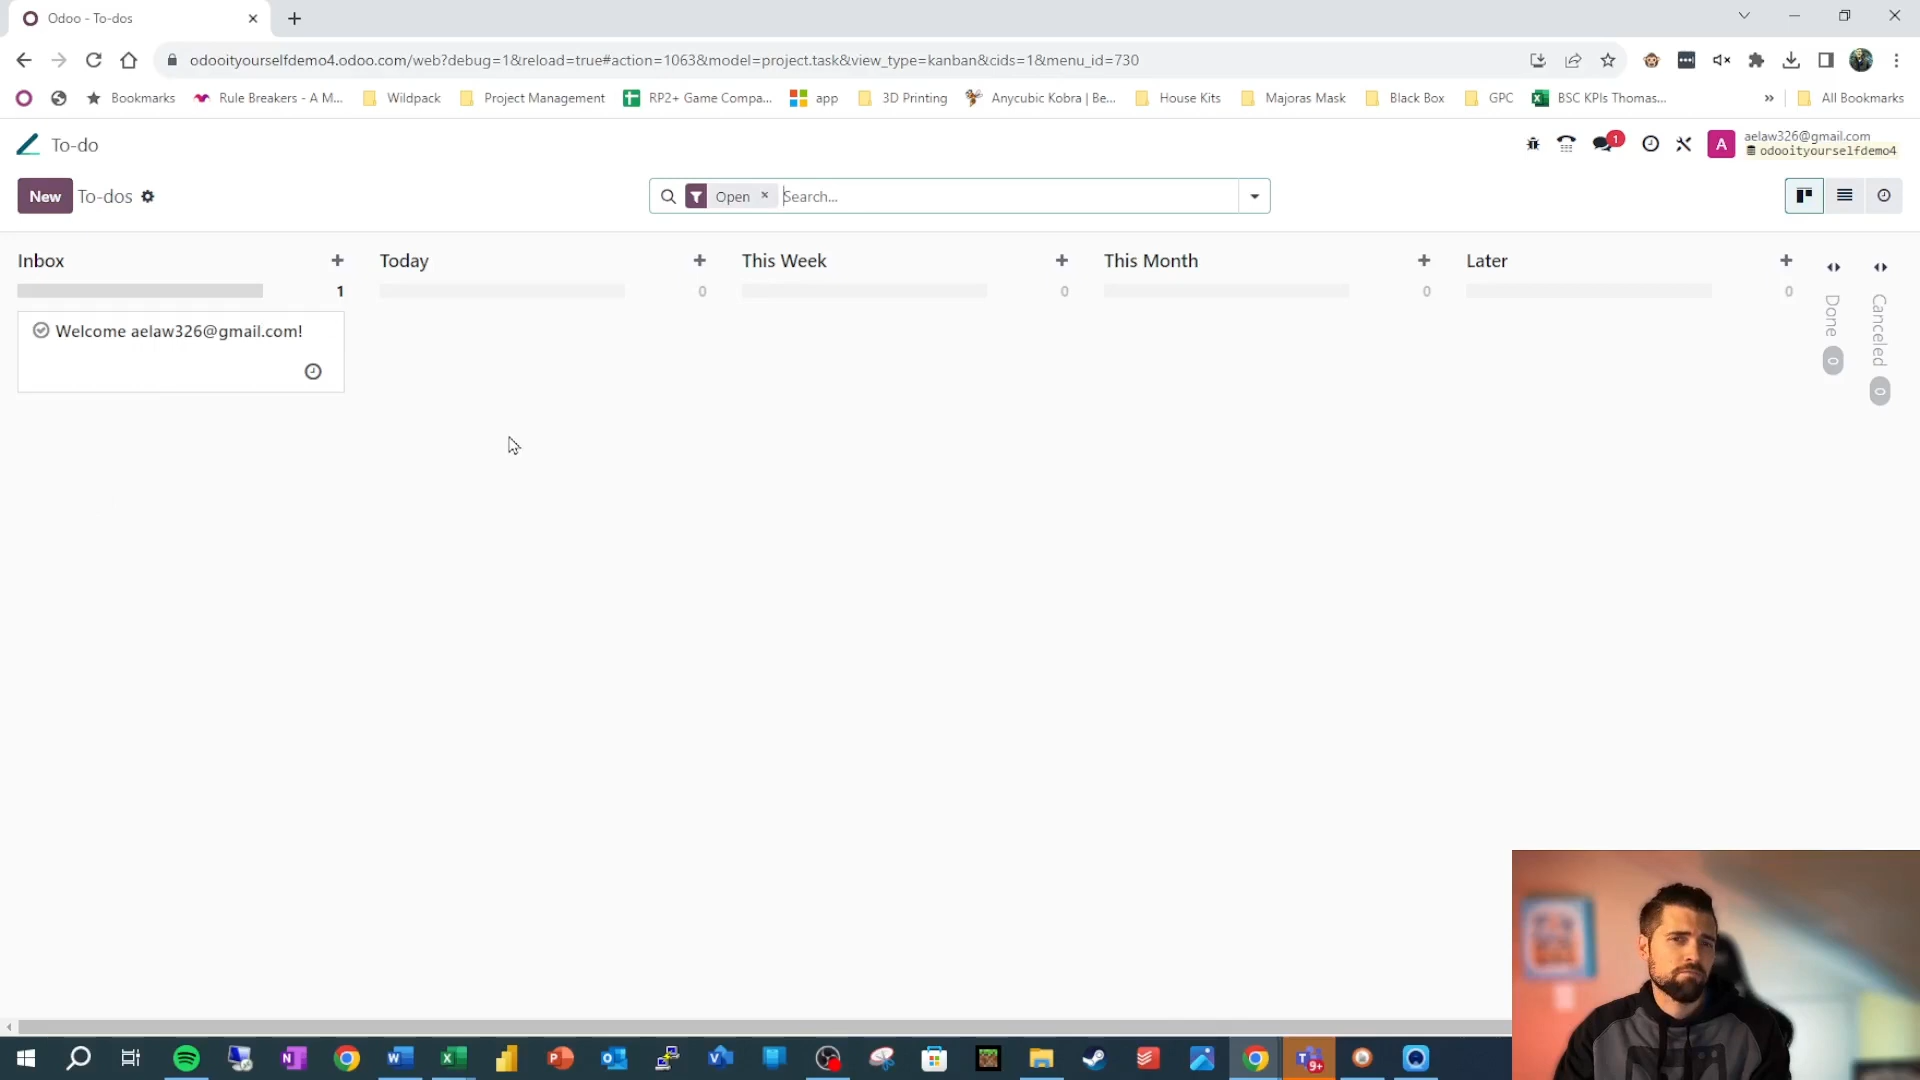 Odoo - To-dos
odooityourselfdemo4.odoo.com/web?debug=1&reload=true#action=1063&model=project.task&view_type=kanban&cids=1&menu_id=730
Bookmarks Rule Breakers - A M... Wildpack Project Management RP2+ Game Compa... app 3D Printing Anycubic Kobra | Be... House Kits Majoras Mask Black Box GPC BSC KPIs Thomas... » All Bookmarks
To-do
1
A
aelaw326@gmail.com
odooityourselfdemo4
New To-dos
Open × Search...
Inbox + Today + This Week + This Month + Later +
1 0 0 0 0
Welcome aelaw326@gmail.com!
Done 0
Canceled 0
9+